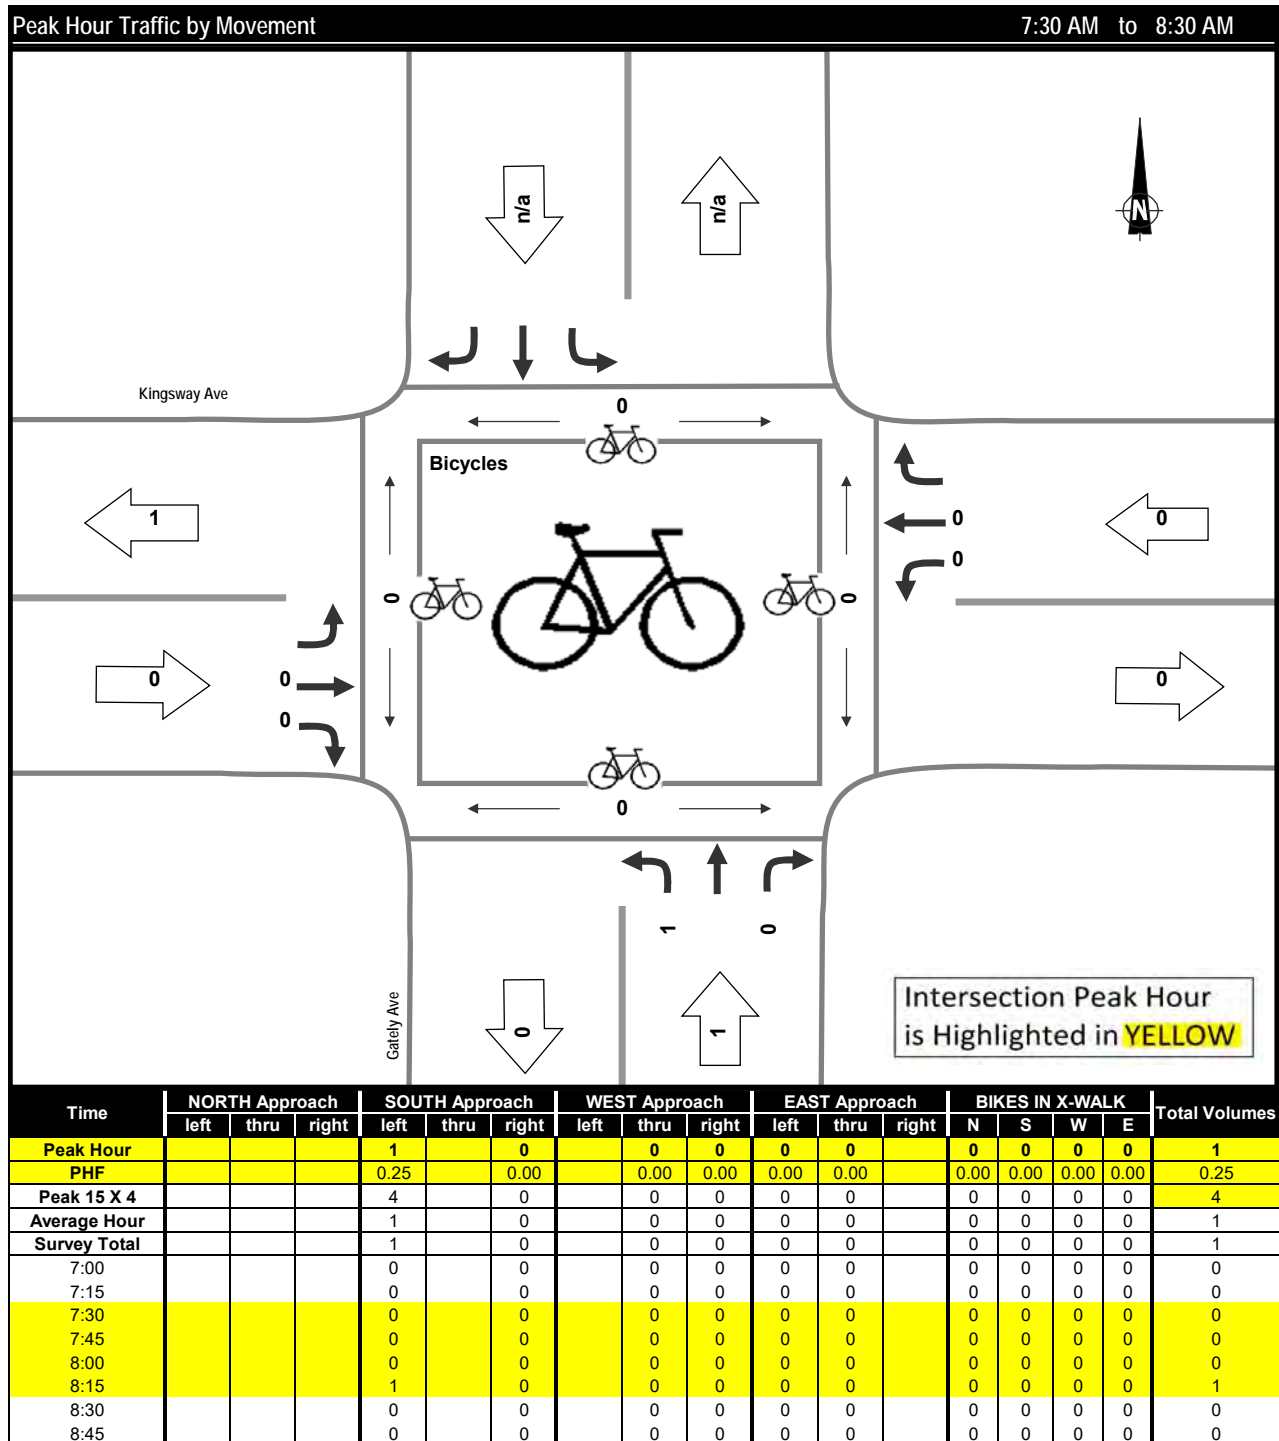 Peak Hour Traffic by Movement 7:30 AM to 8:30 AM
n/a n/a
N
Kingsway Ave
0
Bicycles
1 0 0
0
0 0
0 0 0
0
0
1 0
Gately Ave
0 1
Intersection Peak Hour
is Highlighted in YELLOW
Time NORTH Approach SOUTH Approach WEST Approach EAST Approach BIKES IN X-WALK Total Volumes
left thru right left thru right left thru right left thru right N S W E
Peak Hour 1 0 0 0 0 0 0 0 0 0 1
PHF 0.25 0.00 0.00 0.00 0.00 0.00 0.00 0.00 0.00 0.00 0.25
Peak 15 X 4 4 0 0 0 0 0 0 0 0 0 4
Average Hour 1 0 0 0 0 0 0 0 0 0 1
Survey Total 1 0 0 0 0 0 0 0 0 0 1
7:00 0 0 0 0 0 0 0 0 0 0 0
7:15 0 0 0 0 0 0 0 0 0 0 0
7:30 0 0 0 0 0 0 0 0 0 0 0
7:45 0 0 0 0 0 0 0 0 0 0 0
8:00 0 0 0 0 0 0 0 0 0 0 0
8:15 1 0 0 0 0 0 0 0 0 0 1
8:30 0 0 0 0 0 0 0 0 0 0 0
8:45 0 0 0 0 0 0 0 0 0 0 0